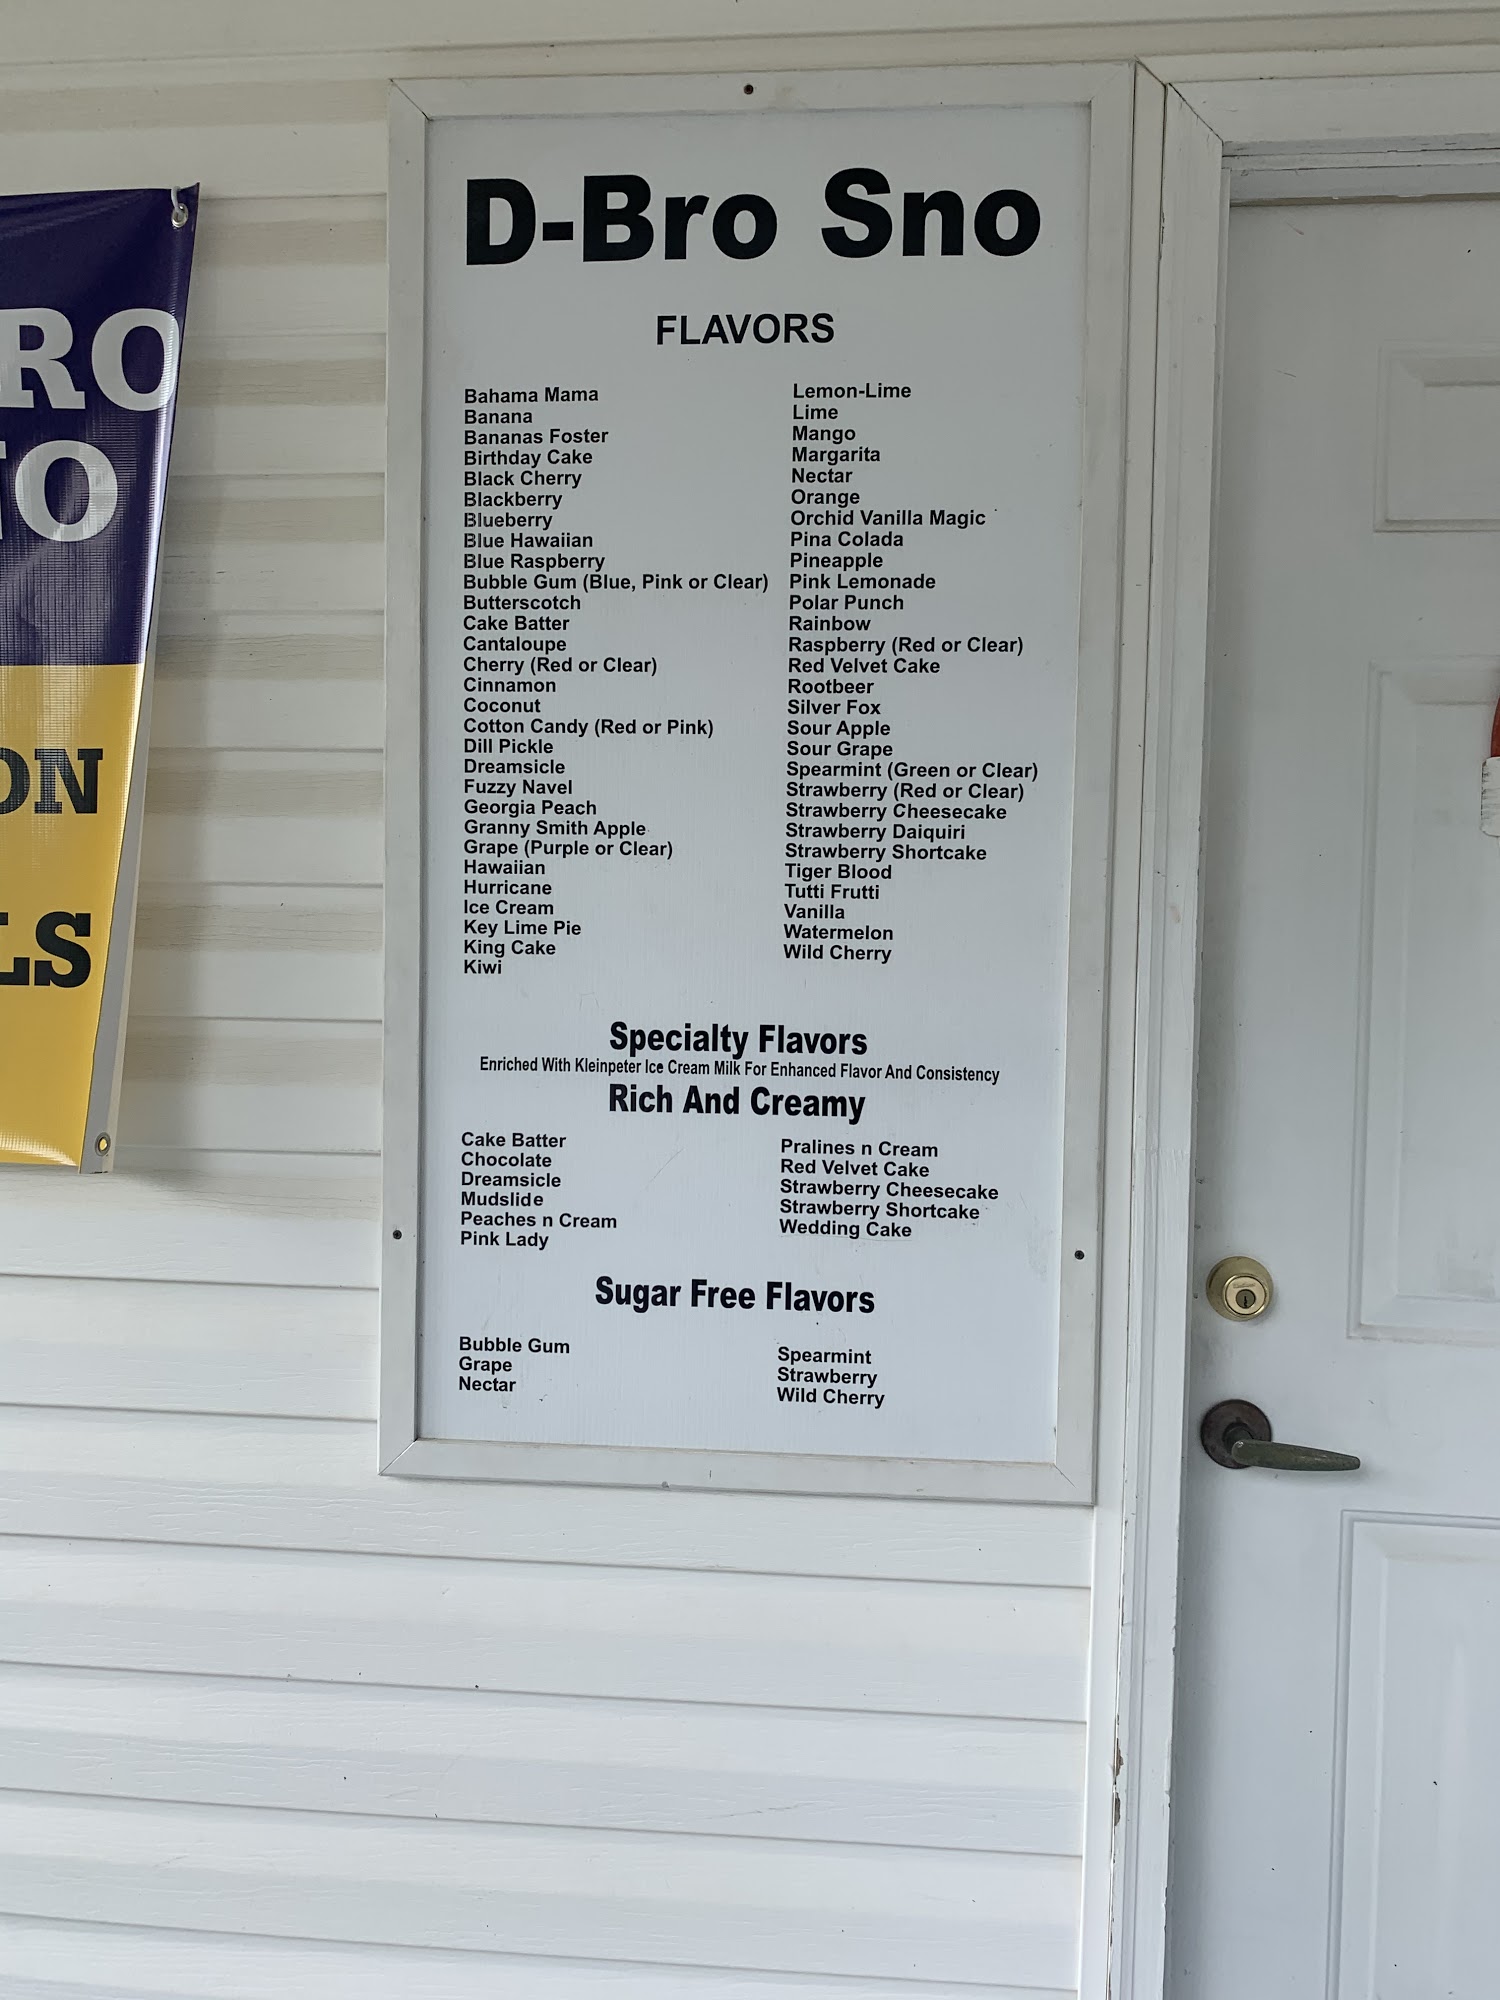 RO
NO
ON
LS
D-Bro Sno
FLAVORS
Bahama Mama
Banana
Bananas Foster
Birthday Cake
Black Cherry
Blackberry
Blueberry
Blue Hawaiian
Blue Raspberry
Bubble Gum (Blue, Pink or Clear)
Butterscotch
Cake Batter
Cantaloupe
Cherry (Red or Clear)
Cinnamon
Coconut
Cotton Candy (Red or Pink)
Dill Pickle
Dreamsicle
Fuzzy Navel
Georgia Peach
Granny Smith Apple
Grape (Purple or Clear)
Hawaiian
Hurricane
Ice Cream
Key Lime Pie
King Cake
Kiwi
Lemon-Lime
Lime
Mango
Margarita
Nectar
Orange
Orchid Vanilla Magic
Pina Colada
Pineapple
Pink Lemonade
Polar Punch
Rainbow
Raspberry (Red or Clear)
Red Velvet Cake
Rootbeer
Silver Fox
Sour Apple
Sour Grape
Spearmint (Green or Clear)
Strawberry (Red or Clear)
Strawberry Cheesecake
Strawberry Daiquiri
Strawberry Shortcake
Tiger Blood
Tutti Frutti
Vanilla
Watermelon
Wild Cherry
Specialty Flavors
Enriched With Kleinpeter Ice Cream Milk For Enhanced Flavor And Consistency
Rich And Creamy
Cake Batter
Chocolate
Dreamsicle
Mudslide
Peaches n Cream
Pink Lady
Pralines n Cream
Red Velvet Cake
Strawberry Cheesecake
Strawberry Shortcake
Wedding Cake
Sugar Free Flavors
Bubble Gum
Grape
Nectar
Spearmint
Strawberry
Wild Cherry